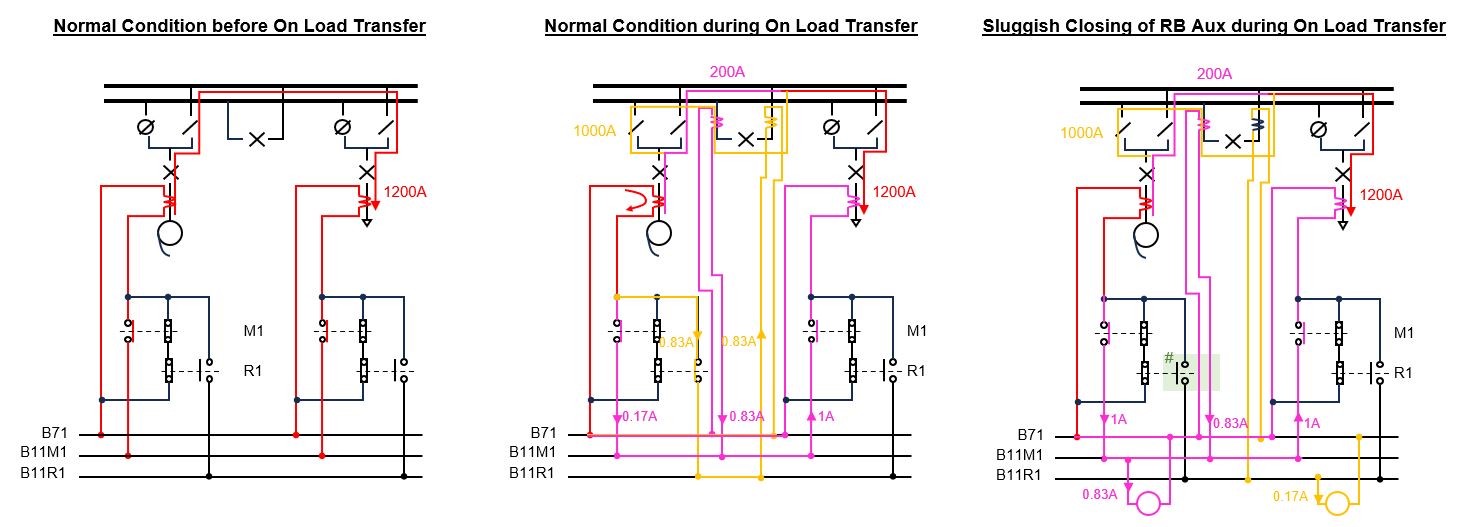 Normal Condition before On Load Transfer
1200A
M1
R1
B71
B11M1
B11R1
Normal Condition during On Load Transfer
200A
1000A
1200A
M1
0.83A
0.83A
R1
0.17A
0.83A
1A
B71
B11M1
B11R1
Sluggish Closing of RB Aux during On Load Transfer
200A
1000A
1200A
M1
#
R1
1A
0.83A
1A
B71
B11M1
B11R1
0.83A
0.17A